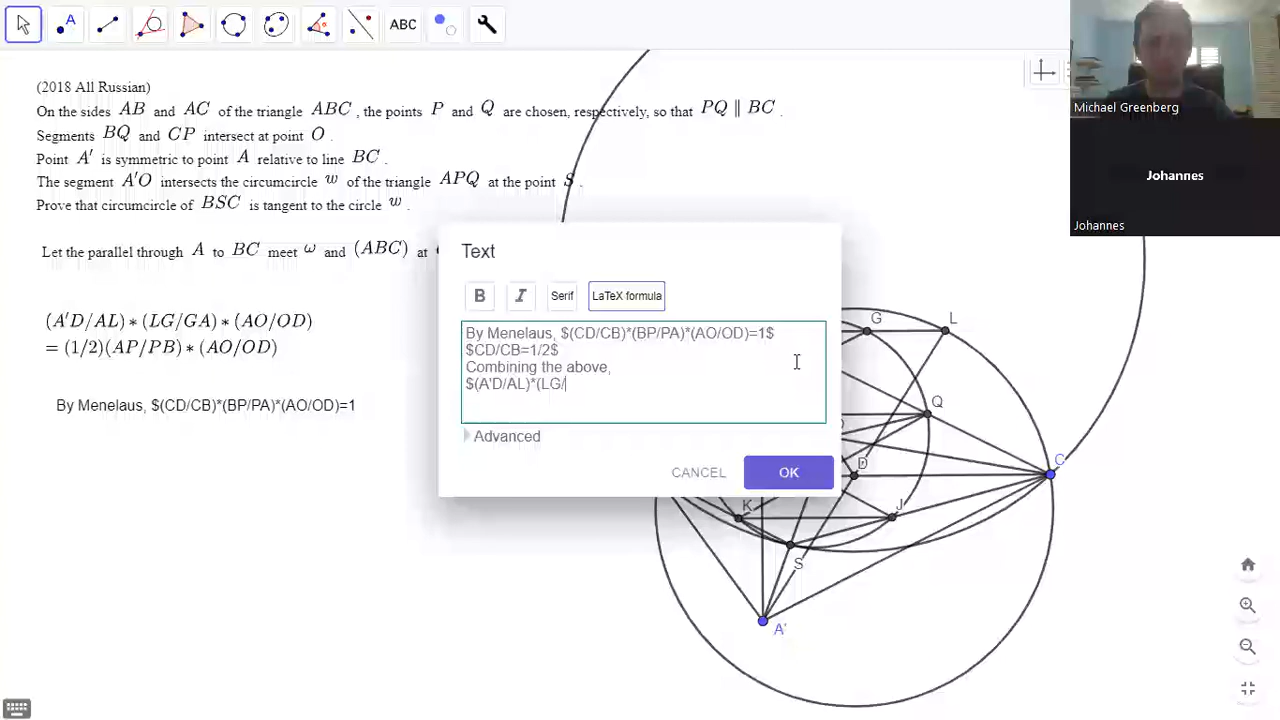 ABC
(2018 All Russian)
On the sides AB and AC of the triangle ABC , the points P and Q are chosen, respectively, so that PQ ∥ BC .
Segments BQ and CP intersect at point O .
Point A′ is symmetric to point A relative to line BC .
The segment A′O intersects the circumcircle w of the triangle APQ at the point S .
Prove that circumcircle of BSC is tangent to the circle w .
Let the parallel through A to BC meet ω and (ABC) at
(A′D/AL) ∗ (LG/GA) ∗ (AO/OD)
= (1/2)(AP/PB) ∗ (AO/OD)
By Menelaus, $(CD/CB)*(BP/PA)*(AO/OD)=1
Text
B I Serif LaTeX formula
By Menelaus, $(CD/CB)*(BP/PA)*(AO/OD)=1$
$CD/CB=1/2$
Combining the above,
$(A'D/AL)*(LG/
Advanced
CANCEL OK
G L
Q
D C
K J
S
A'
Michael Greenberg
Johannes
Johannes